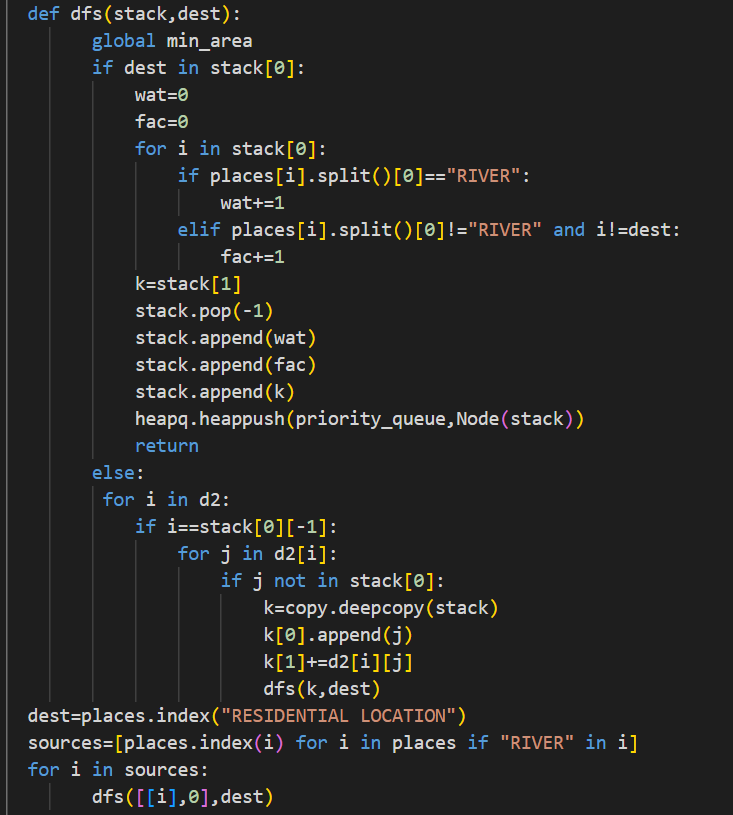 def dfs(stack,dest):
      global min_area
      if dest in stack[0]:
          wat=0
          fac=0
          for i in stack[0]:
              if places[i].split()[0]=="RIVER":
                  wat+=1
              elif places[i].split()[0]!="RIVER" and i!=dest:
                  fac+=1
          k=stack[1]
          stack.pop(-1)
          stack.append(wat)
          stack.append(fac)
          stack.append(k)
          heapq.heappush(priority_queue,Node(stack))
          return
      else:
       for i in d2:
          if i==stack[0][-1]:
              for j in d2[i]:
                  if j not in stack[0]:
                      k=copy.deepcopy(stack)
                      k[0].append(j)
                      k[1]+=d2[i][j]
                      dfs(k,dest)
dest=places.index("RESIDENTIAL LOCATION")
sources=[places.index(i) for i in places if "RIVER" in i]
for i in sources:
      dfs([[i],0],dest)